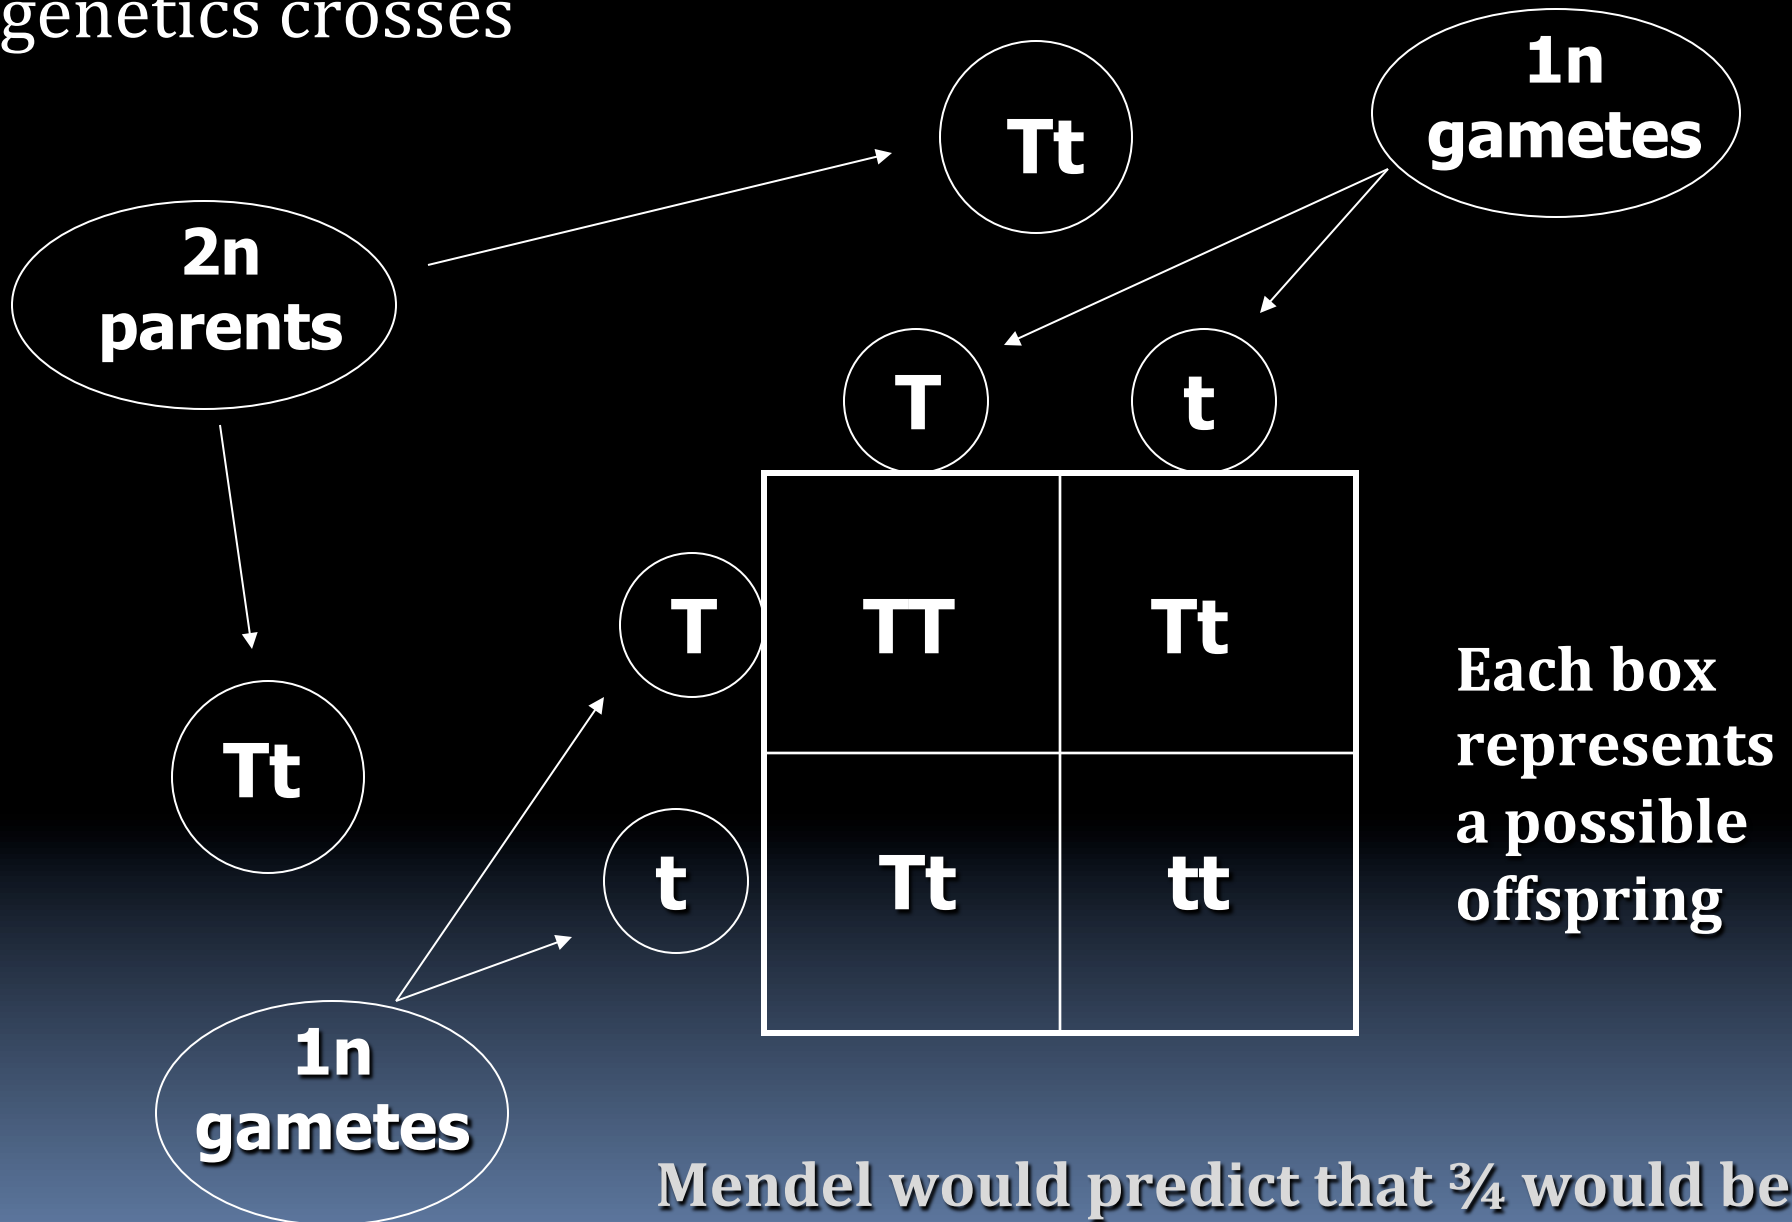 genetics crosses
1n
gametes
Tt
2n
parents
T t
T TT Tt
Each box
represents
a possible
offspring
Tt
t Tt tt
1n
gametes
Mendel would predict that ¾ would be